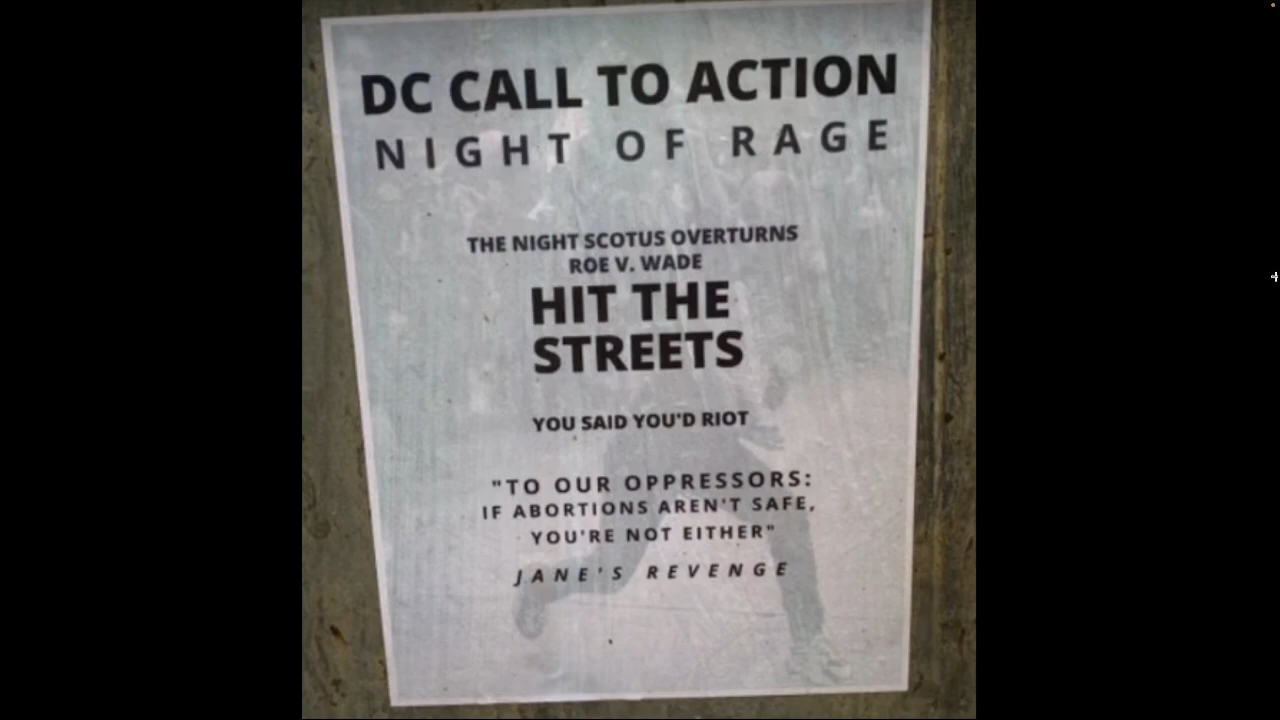 DC CALL TO ACTION
NIGHT OF RAGE
THE NIGHT SCOTUS OVERTURNS
ROE V. WADE
HIT THE
STREETS
YOU SAID YOU'D RIOT
"TO OUR OPPRESSORS:
IF ABORTIONS AREN'T SAFE,
YOU'RE NOT EITHER"
JANE'S REVENGE